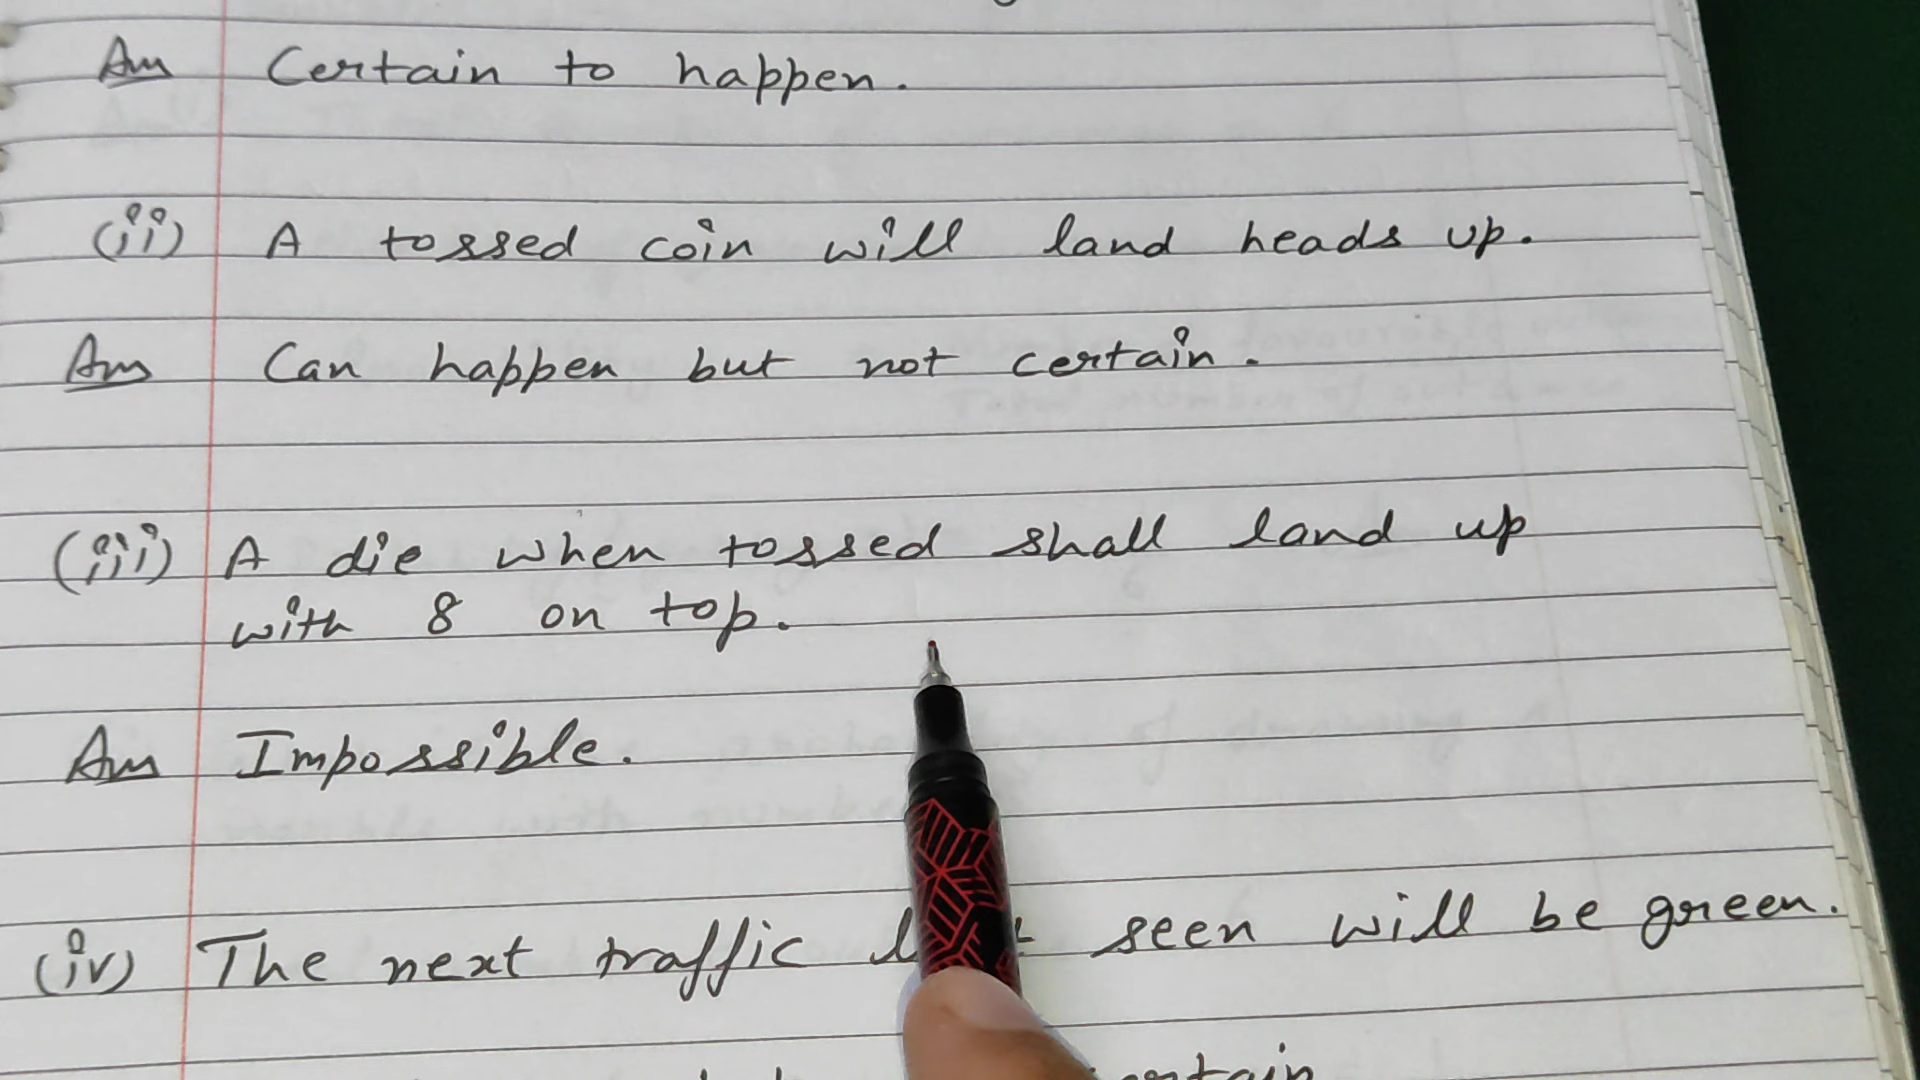 Ans Certain to happen.
(ii) A tossed coin will land heads up.
Ans Can happen but not certain.
(iii) A die when tossed shall land up
with 8 on top.
Ans Impossible.
(iv) The next traffic seen will be green.